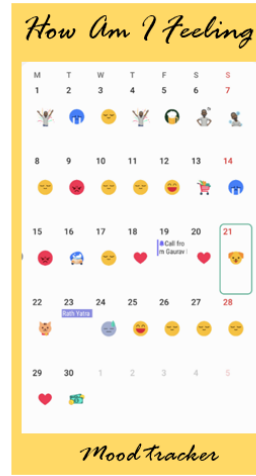 How Am I Feeling
M T W T F S S
1 2 3 4 5 6 7
8 9 10 11 12 13 14
15 16 17 18 19 20 21
Call fro
m Gaurav
22 23 24 25 26 27 28
Rath Yatra
29 30 1 2 3 4 5
Mood tracker